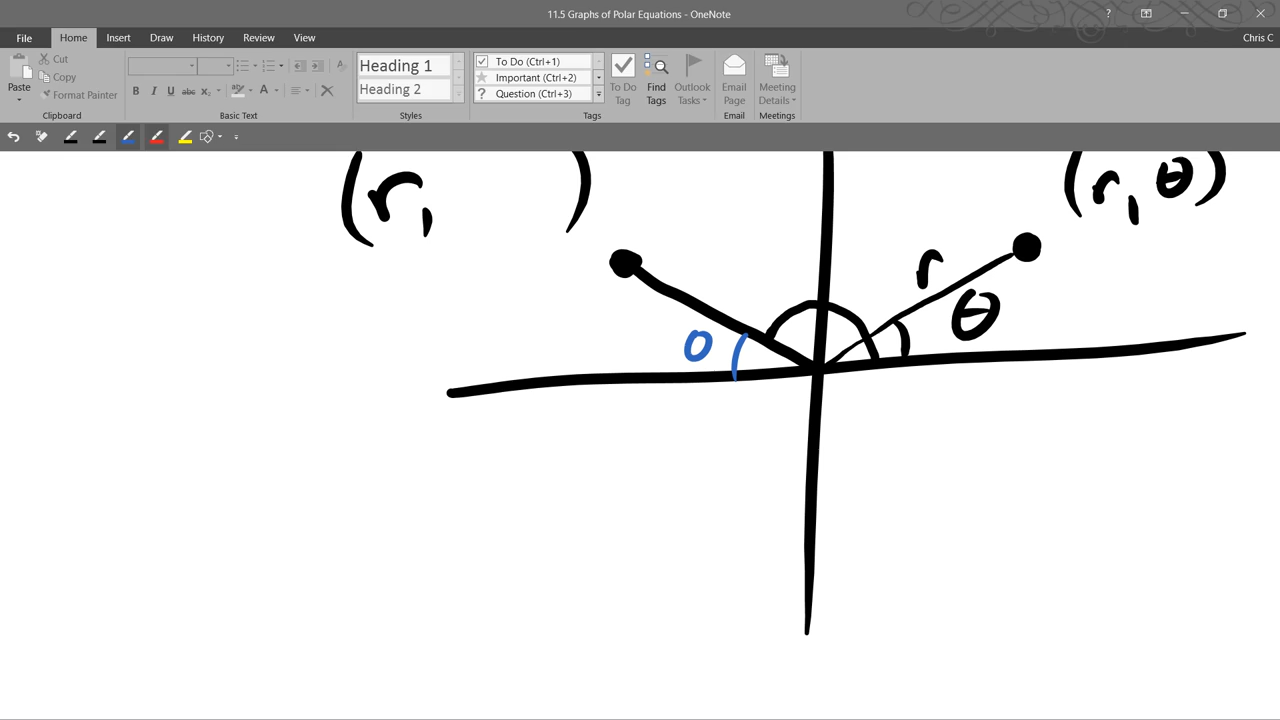 11.5 Graphs of Polar Equations - OneNote
?
File Home Insert Draw History Review View
Chris C
Paste
Cut
Copy
Format Painter
Clipboard
B I U abc x₂ A
Basic Text
Heading 1
Heading 2
Styles
To Do (Ctrl+1)
Important (Ctrl+2)
? Question (Ctrl+3)
To Do Tag
Find Tags
Outlook Tasks
Tags
Email Page
Email
Meeting Details
Meetings
(r, )
(r, θ)
r
θ
0